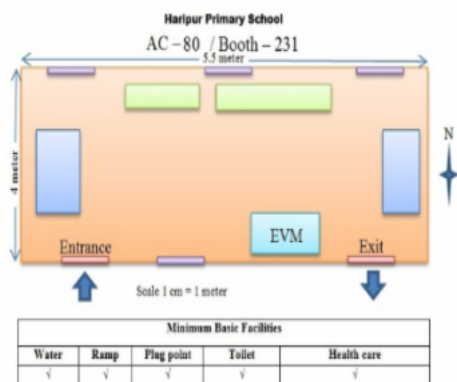 Haripur Primary School
AC – 80 / Booth – 231
5.5 meter
4 meter
N
EVM
Entrance
Exit
Scale 1 cm = 1 meter
Minimum Basic Facilities
Water Ramp Plug point Toilet Health care
√ √ √ √ √